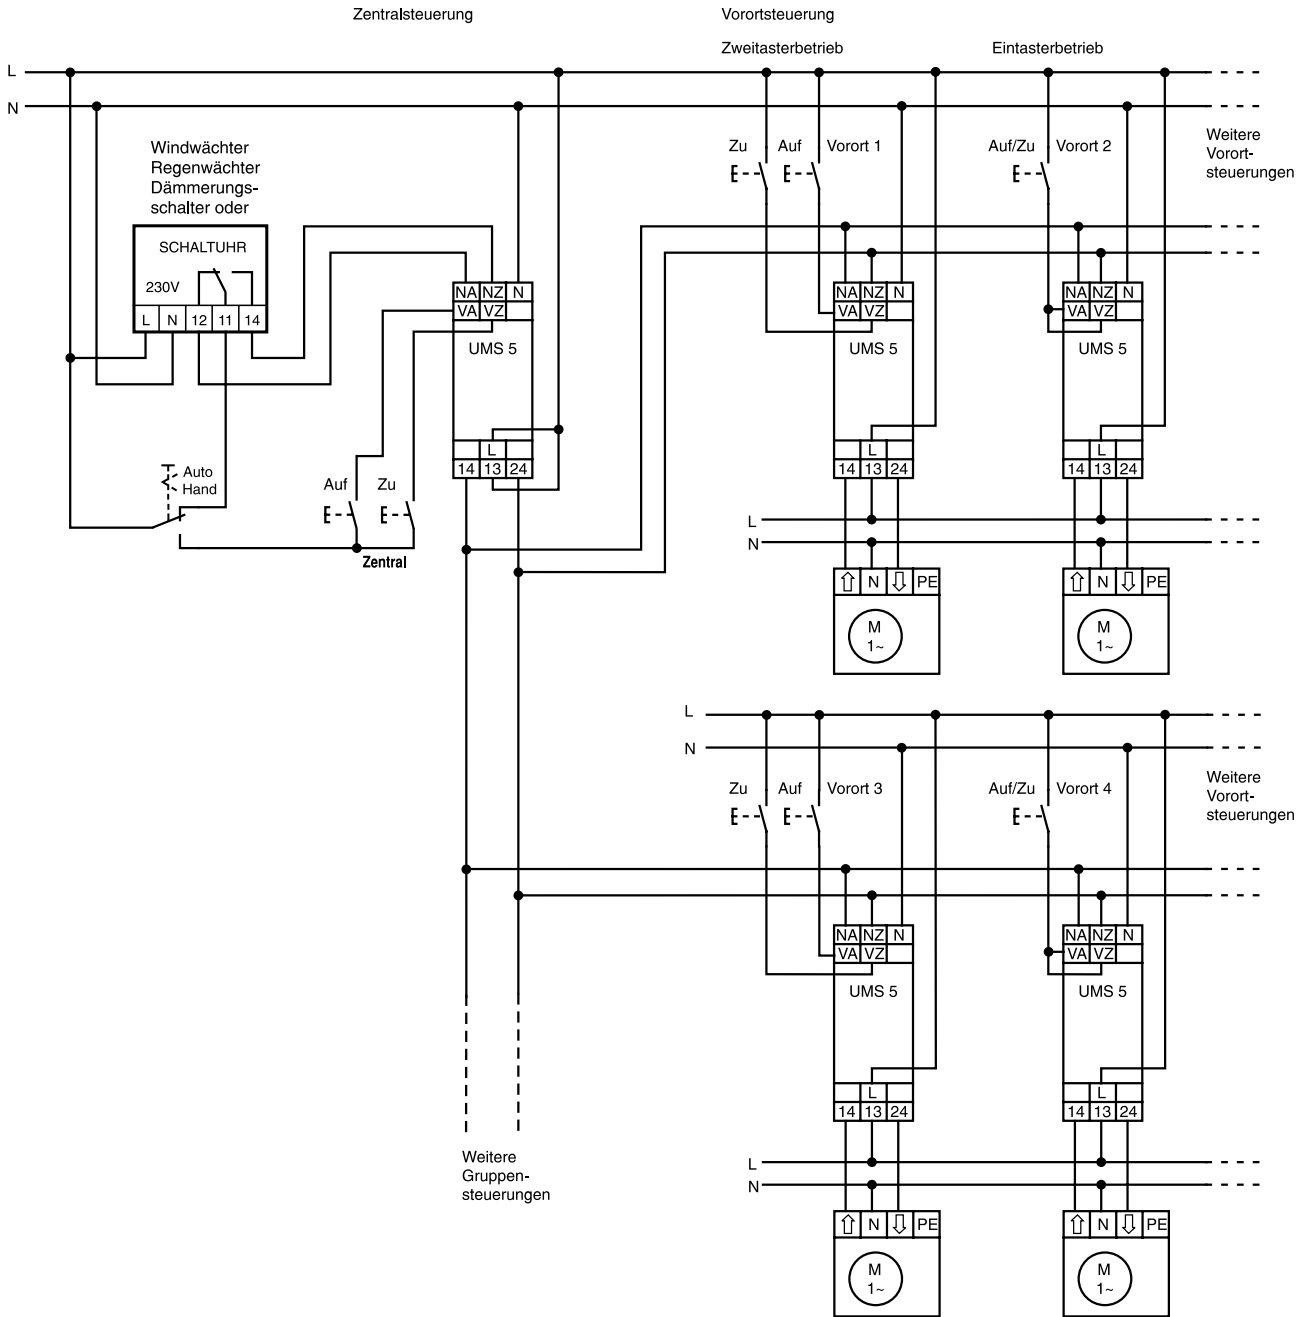 Zentralsteuerung
Vorortsteuerung
Zweitasterbetrieb
Eintasterbetrieb
L
N
Windwächter
Regenwächter
Dämmerungs-
schalter oder
SCHALTUHR
230V
L N 12 11 14
Auto
Hand
Auf
Zu
Zentral
NA NZ N
VA VZ
UMS 5
L
14 13 24
Zu
Auf
Vorort 1
Auf/Zu
Vorort 2
Weitere
Vorort-
steuerungen
NA NZ N
VA VZ
UMS 5
L
14 13 24
NA NZ N
VA VZ
UMS 5
L
14 13 24
L
N
⇧ N ⇩ PE
M
1~
⇧ N ⇩ PE
M
1~
L
N
Zu
Auf
Vorort 3
Auf/Zu
Vorort 4
Weitere
Vorort-
steuerungen
NA NZ N
VA VZ
UMS 5
L
14 13 24
NA NZ N
VA VZ
UMS 5
L
14 13 24
Weitere
Gruppen-
steuerungen
L
N
⇧ N ⇩ PE
M
1~
⇧ N ⇩ PE
M
1~